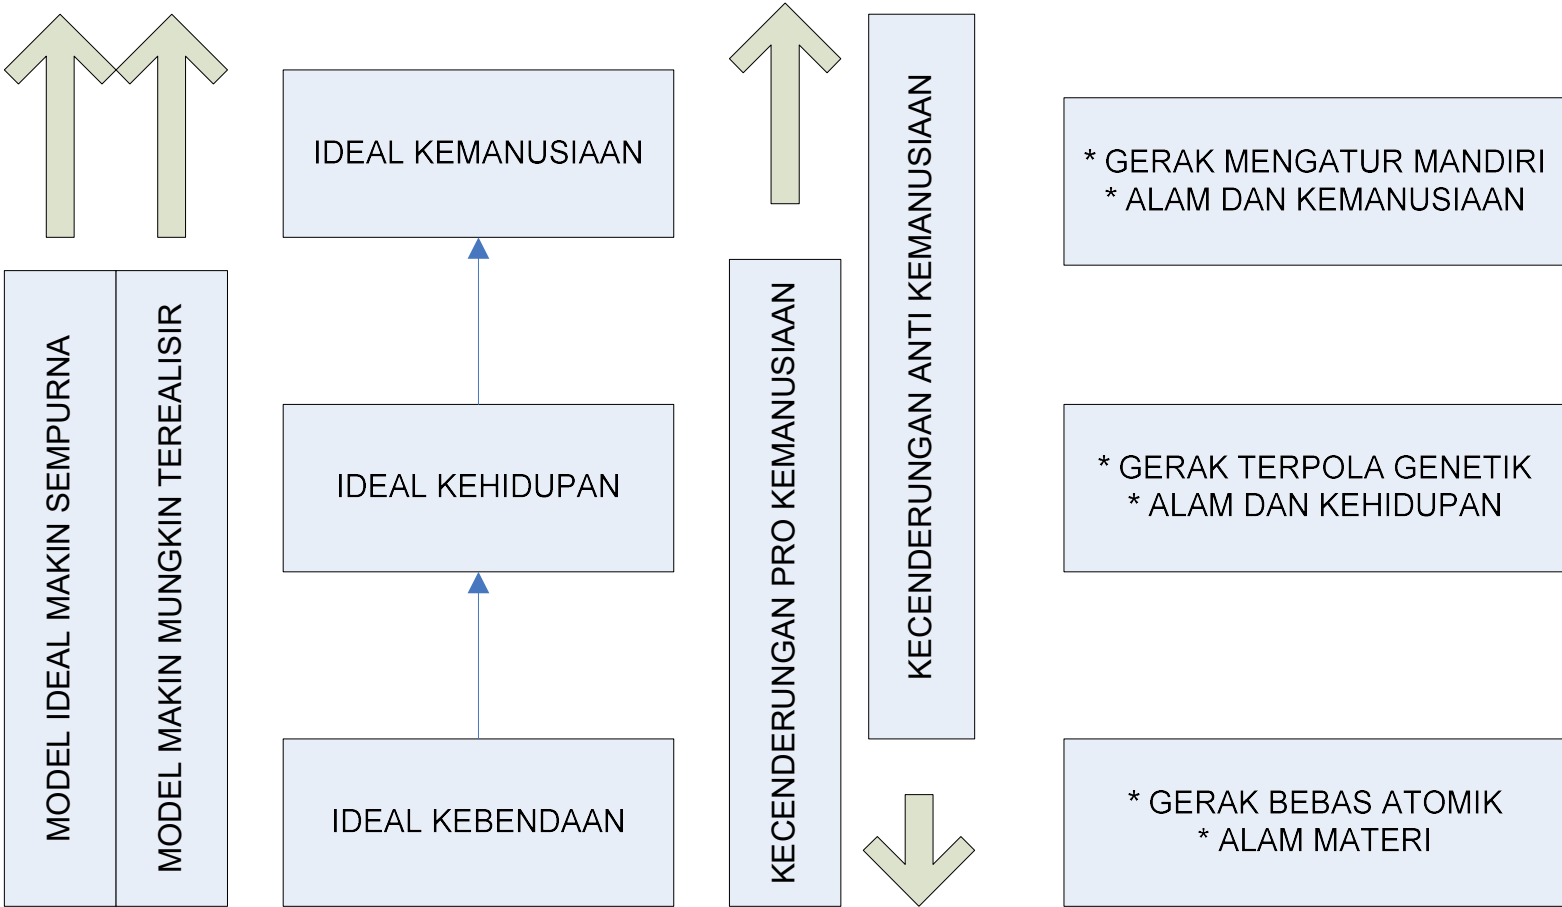 MODEL IDEAL MAKIN SEMPURNA
MODEL MAKIN MUNGKIN TEREALISIR
IDEAL KEMANUSIAAN
IDEAL KEHIDUPAN
IDEAL KEBENDAAN
KECENDERUNGAN PRO KEMANUSIAAN
KECENDERUNGAN ANTI KEMANUSIAAN
* GERAK MENGATUR MANDIRI
* ALAM DAN KEMANUSIAAN
* GERAK TERPOLA GENETIK
* ALAM DAN KEHIDUPAN
* GERAK BEBAS ATOMIK
* ALAM MATERI